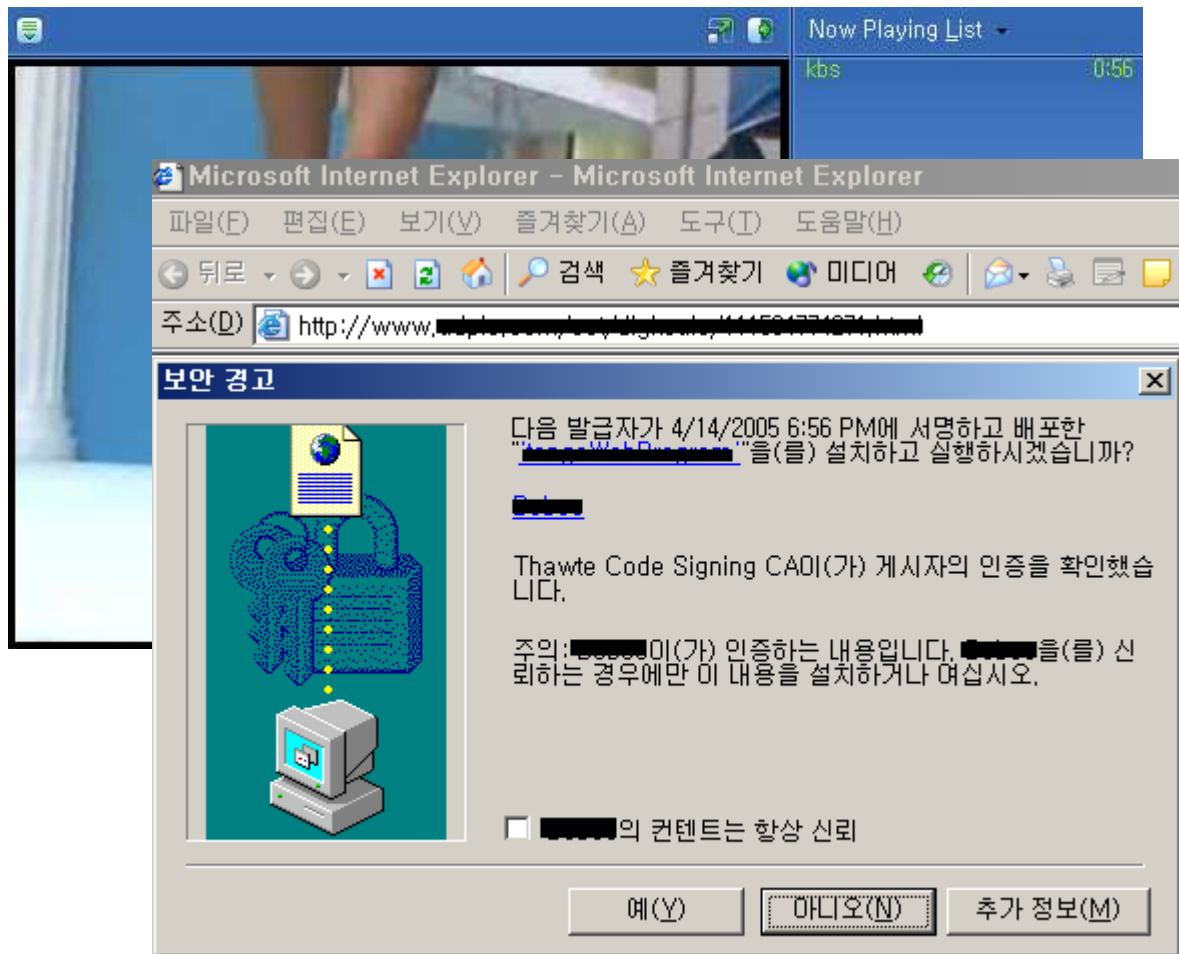 Now Playing List
kbs 0:56
Microsoft Internet Explorer - Microsoft Internet Explorer
파일(F) 편집(E) 보기(V) 즐겨찾기(A) 도구(T) 도움말(H)
뒤로 검색 즐겨찾기 미디어
주소(D) http://www.
보안 경고
다음 발급자가 4/14/2005 6:56 PM에 서명하고 배포한
"을(를) 설치하고 실행하시겠습니까?
Thawte Code Signing CA이(가) 게시자의 인증을 확인했습
니다.
주의: 이(가) 인증하는 내용입니다. 을(를) 신
뢰하는 경우에만 이 내용을 설치하거나 여십시오.
의 컨텐트는 항상 신뢰
예(Y) 아니오(N) 추가 정보(M)